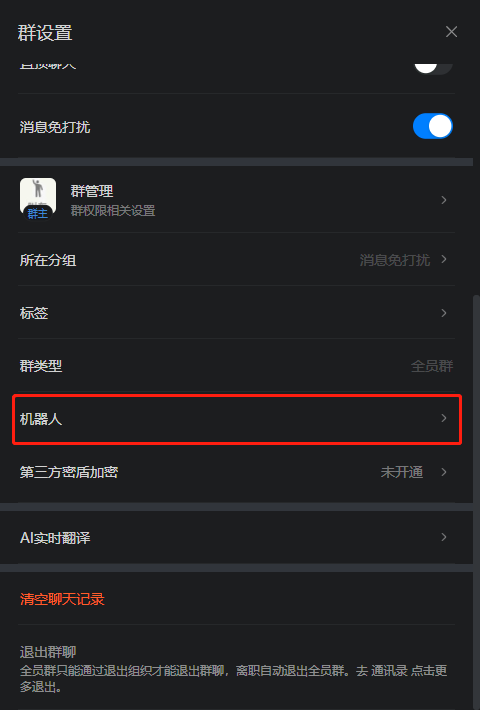 群设置
置顶聊天
消息免打扰
群管理
群主
群权限相关设置
所在分组
消息免打扰
标签
群类型
全员群
机器人
第三方密盾加密
未开通
AI实时翻译
清空聊天记录
退出群聊
全员群只能通过退出组织才能退出群聊，离职自动退出全员群。去 通讯录 点击更
多退出。